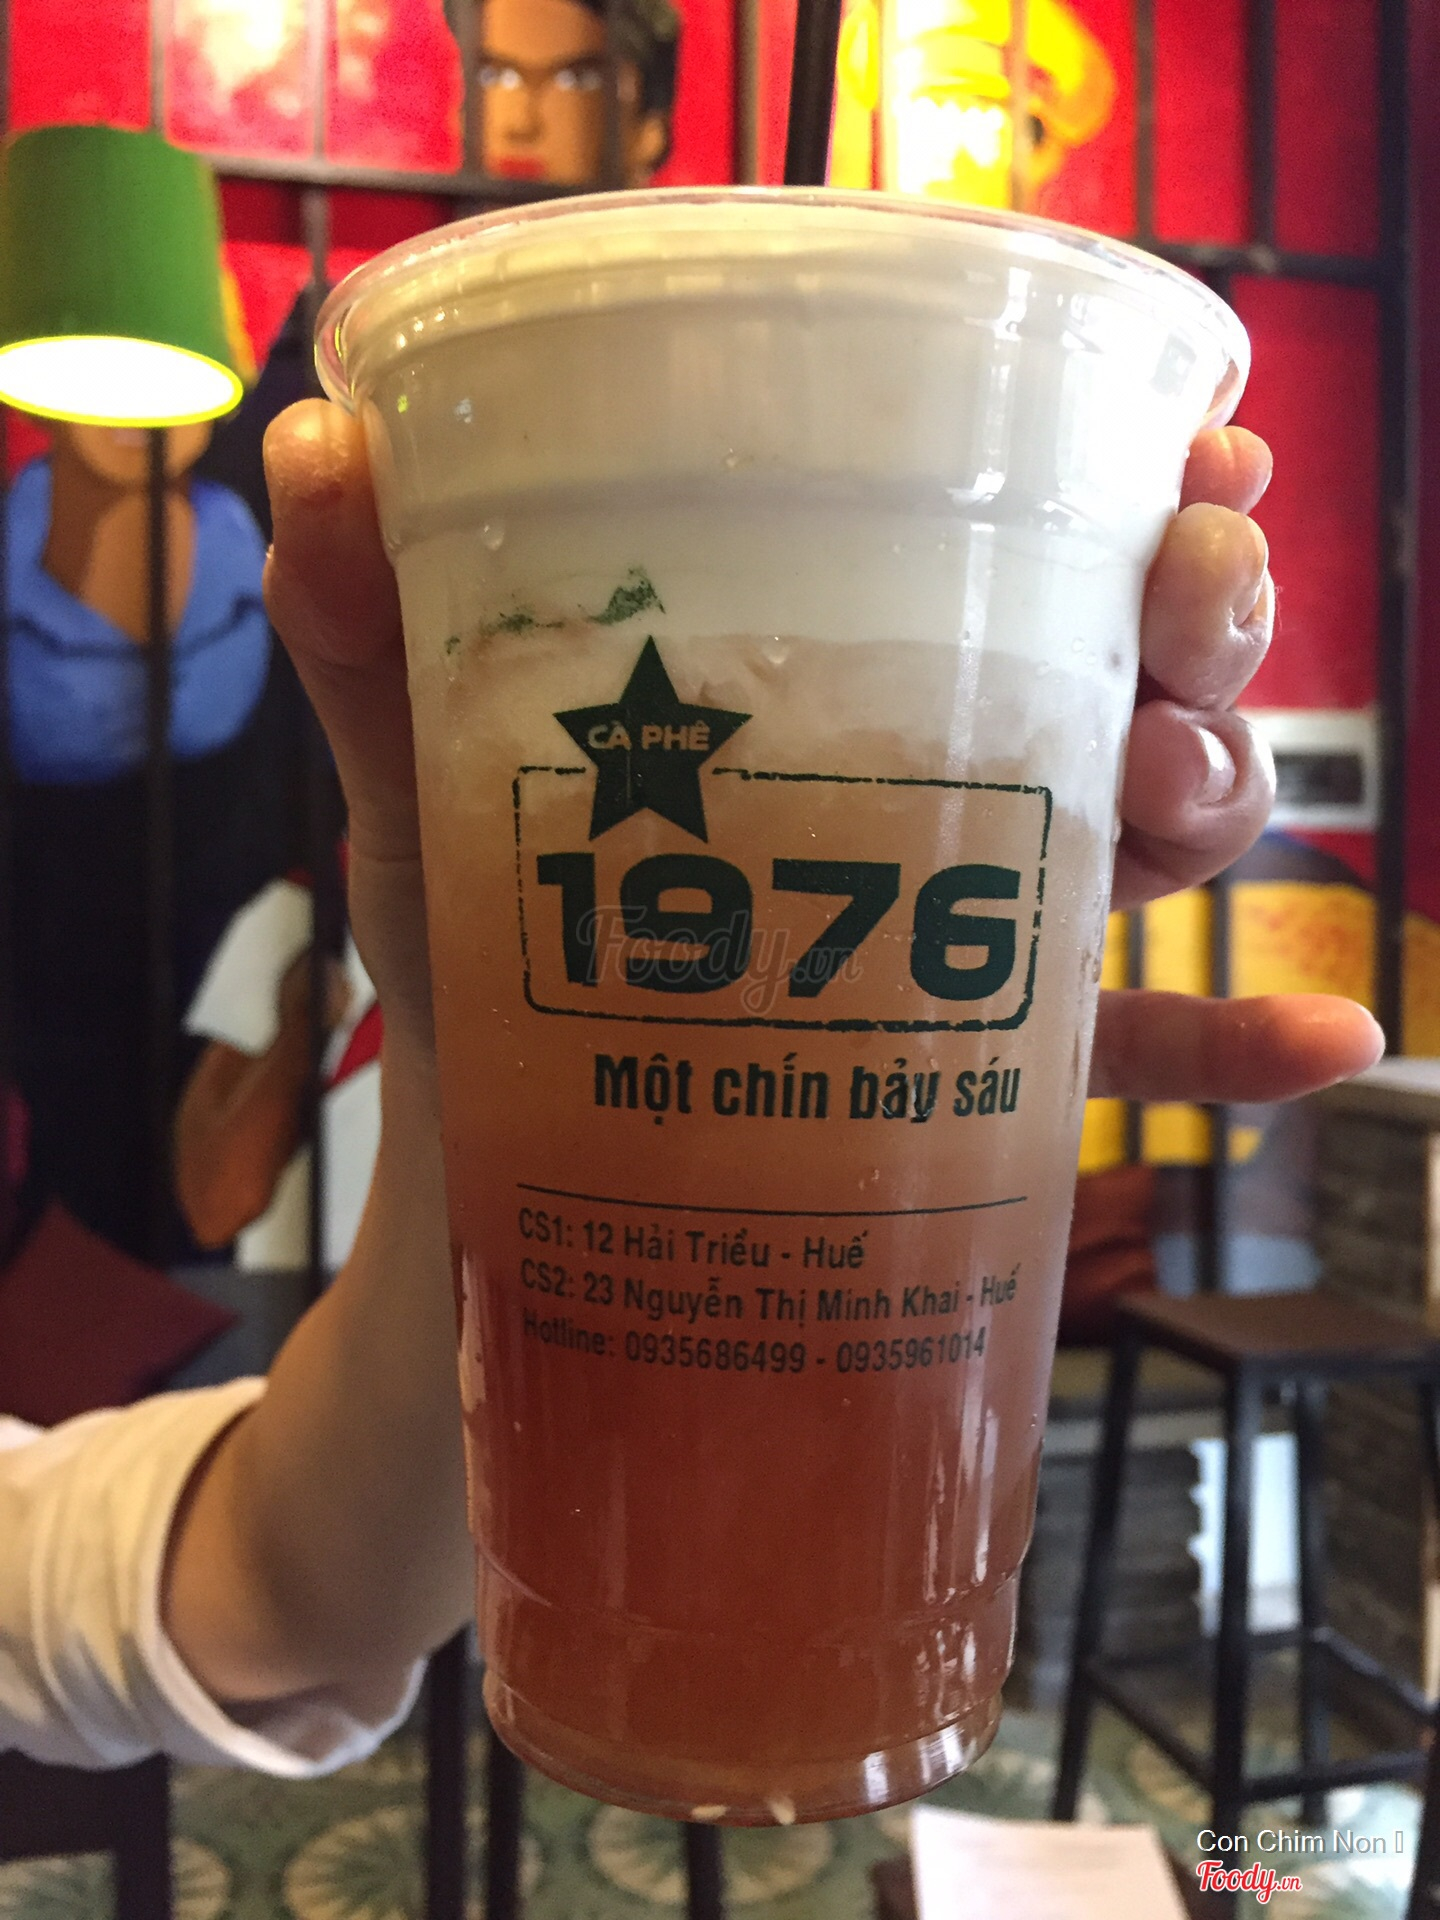 CÀ PHÊ
1976
Foody.vn
Một chín bảy sáu
CS1: 12 Hải Triểu - Huế
CS2: 23 Nguyễn Thị Minh Khai - Huế
Hotline: 0935686499 - 0935961014
Con Chim Non
Foody.vn